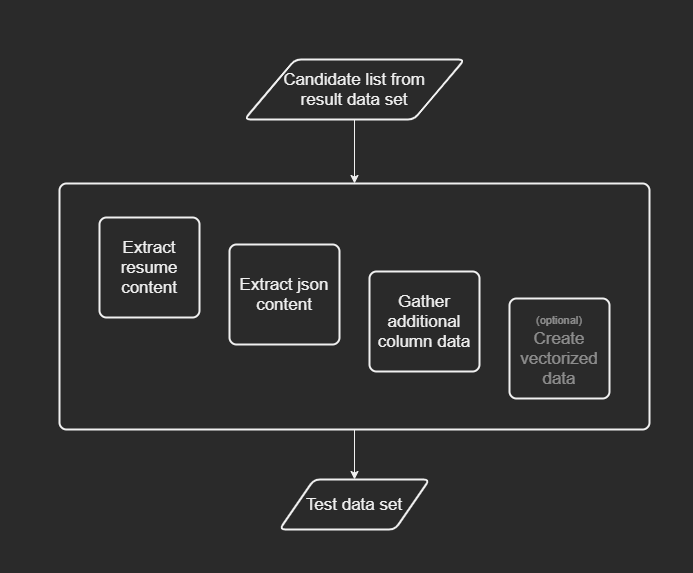 Candidate list from
result data set
Extract
resume
content
Extract json
content
Gather
additional
column data
(optional)
Create
vectorized
data
Test data set